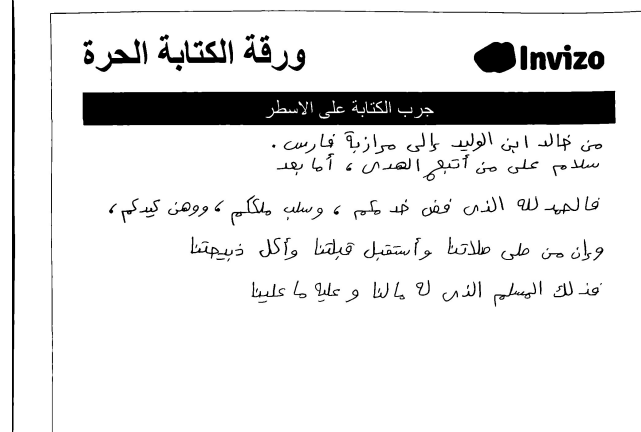 ورقة الكتابة الحرة
Invizo
جرب الكتابة على الاسطر
من خالد ابن الوليد إلى مرازبة فارس .
سلام على من أتبع الهدى ، أما بعد
فالحمد لله الذى فض خدمكم ، وسلب ملككم ، ووهن كيدكم ،
وإن من صلى صلاتنا وأستقبل قبلتنا وأكل ذبيحتنا
فذلك المسلم الذى له مالنا وعليه ما علينا